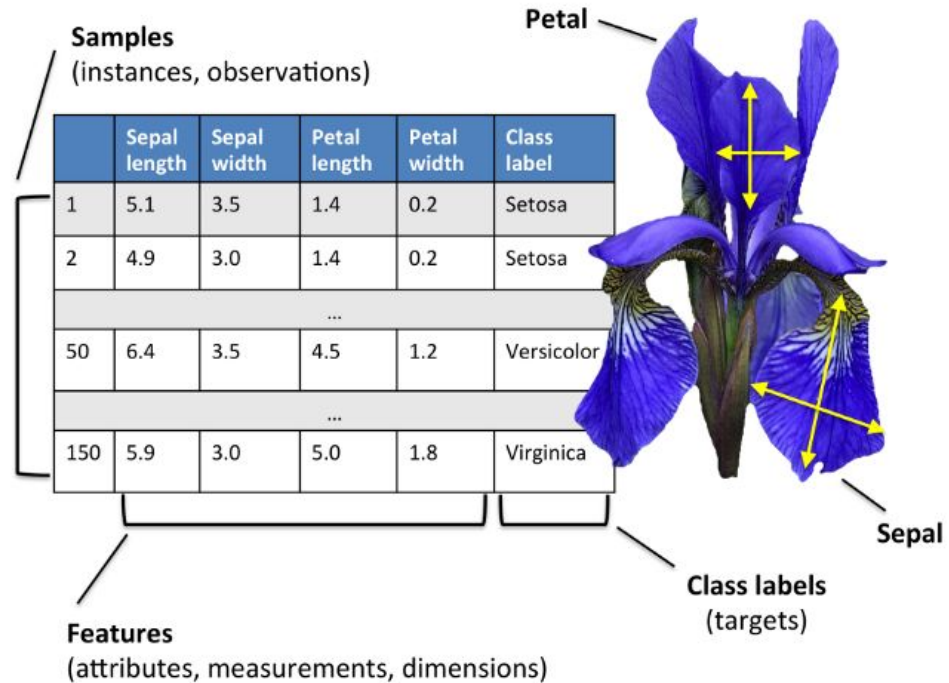 Samples
(instances, observations)
Petal
Sepal length Sepal width Petal length Petal width Class label
1 5.1 3.5 1.4 0.2 Setosa
2 4.9 3.0 1.4 0.2 Setosa
...
50 6.4 3.5 4.5 1.2 Versicolor
...
150 5.9 3.0 5.0 1.8 Virginica
Sepal
Class labels
(targets)
Features
(attributes, measurements, dimensions)